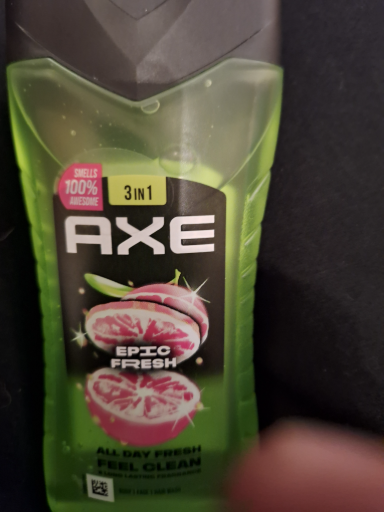 SMELLS
100%
AWESOME
3 IN 1
AXE
EPIC
FRESH
ALL DAY FRESH
FEEL CLEAN